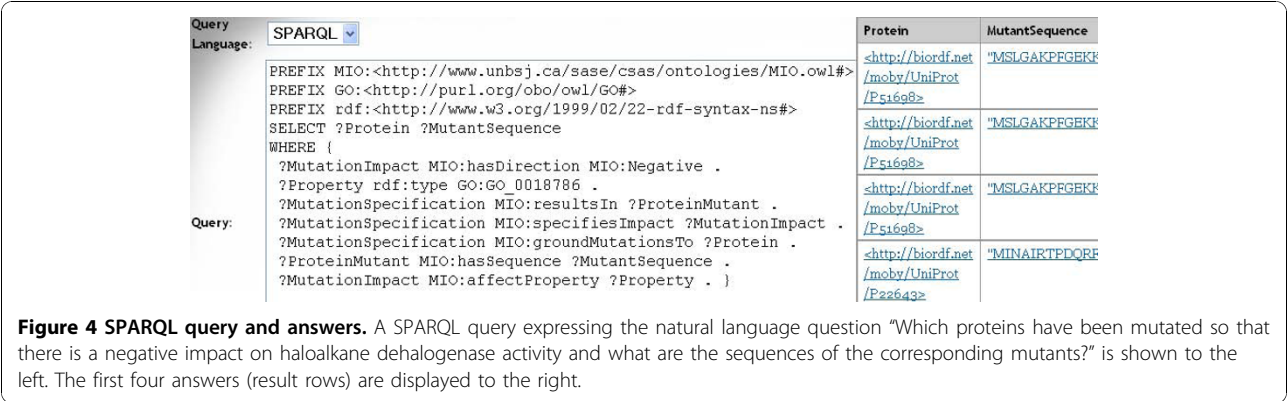 Query
Language:
SPARQL
PREFIX MIO:<http://www.unbsj.ca/sase/csas/ontologies/MIO.owl#>
PREFIX GO:<http://purl.org/obo/owl/GO#>
PREFIX rdf:<http://www.w3.org/1999/02/22-rdf-syntax-ns#>
SELECT ?Protein ?MutantSequence
WHERE {
?MutationImpact MIO:hasDirection MIO:Negative .
?Property rdf:type GO:GO_0018786 .
?MutationSpecification MIO:resultsIn ?ProteinMutant .
?MutationSpecification MIO:specifiesImpact ?MutationImpact .
Query:
?MutationSpecification MIO:groundMutationsTo ?Protein .
?ProteinMutant MIO:hasSequence ?MutantSequence .
?MutationImpact MIO:affectProperty ?Property . }
Protein MutantSequence
<http://biordf.net "MSLGAKPFGEKK
/moby/UniProt
/P51698>
<http://biordf.net "MSLGAKPFGEKK
/moby/UniProt
/P51698>
<http://biordf.net "MSLGAKPFGEKK
/moby/UniProt
/P51698>
<http://biordf.net "MINAIRTPDQRF
/moby/UniProt
/P22643>
Figure 4 SPARQL query and answers. A SPARQL query expressing the natural language question “Which proteins have been mutated so that
there is a negative impact on haloalkane dehalogenase activity and what are the sequences of the corresponding mutants?” is shown to the
left. The first four answers (result rows) are displayed to the right.